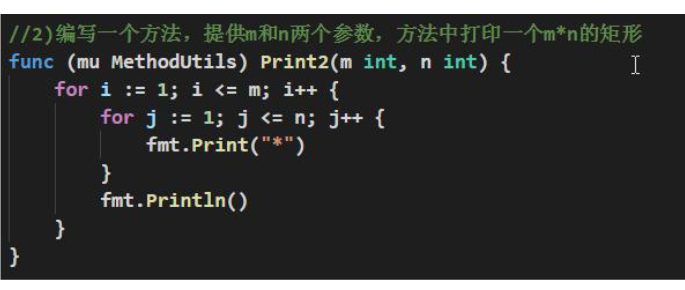 //2)编写一个方法，提供m和n两个参数，方法中打印一个m*n的矩形
func (mu MethodUtils) Print2(m int, n int) {
    for i := 1; i <= m; i++ {
        for j := 1; j <= n; j++ {
            fmt.Print("*")
        }
        fmt.Println()
    }
}